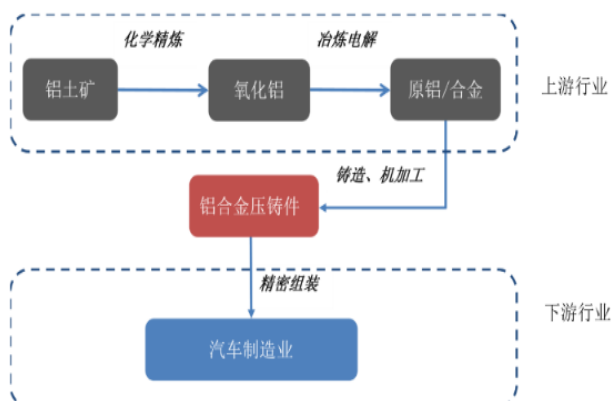 化学精炼
冶炼电解
铝土矿
氧化铝
原铝/合金
上游行业
铸造、机加工
铝合金压铸件
精密组装
下游行业
汽车制造业